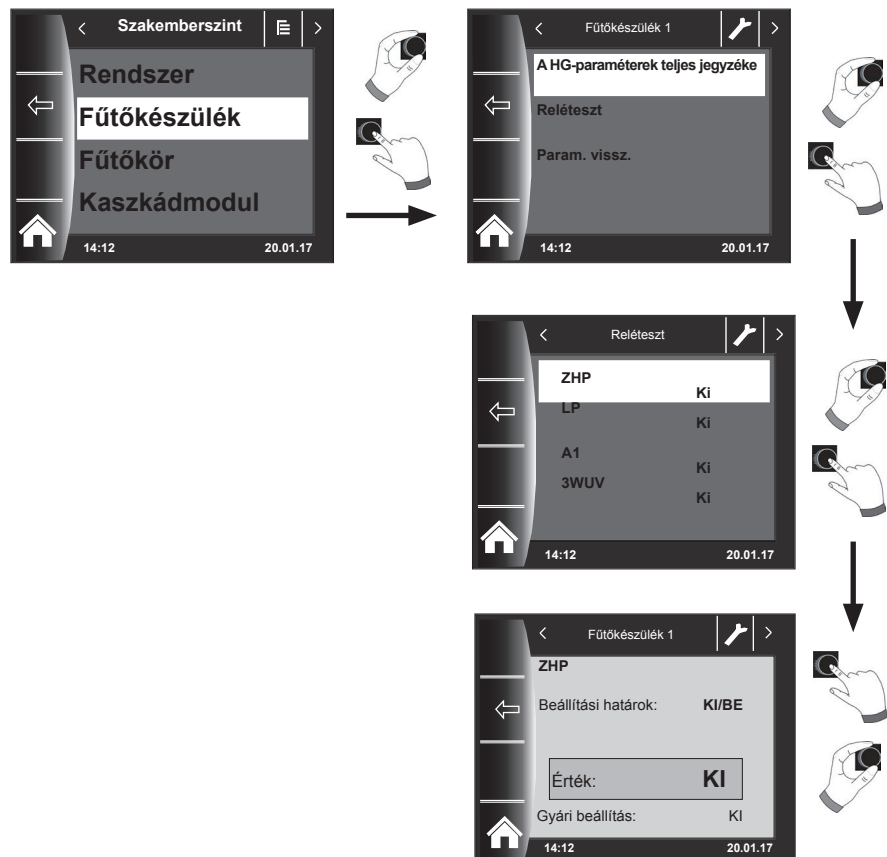 Szakemberszint
Rendszer
Fűtőkészülék
Fűtőkör
Kaszkádmodul
14:12 20.01.17
Fűtőkészülék 1
A HG-paraméterek teljes jegyzéke
Reléteszt
Param. vissz.
14:12 20.01.17
Reléteszt
ZHP
Ki
LP
Ki
A1
Ki
3WUV
Ki
14:12 20.01.17
Fűtőkészülék 1
ZHP
Beállítási határok: KI/BE
Érték: KI
Gyári beállítás: KI
14:12 20.01.17